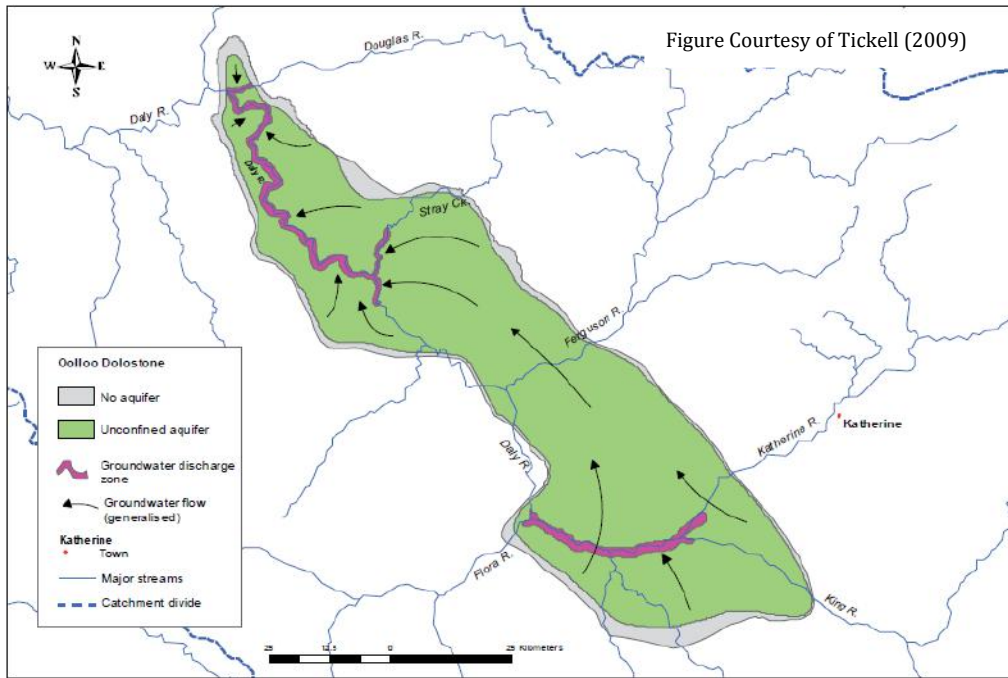 Figure Courtesy of Tickell (2009)
N
W E
S
Douglas R.
Daly R.
Daly R.
Stray Ck.
Ferguson R.
Katherine R.
Katherine
Daly R.
Flora R.
King R.
Oolloo Dolostone
No aquifer
Unconfined aquifer
Groundwater discharge
zone
Groundwater flow
(generalised)
Katherine
Town
Major streams
Catchment divide
25 12.5 0 25 Kilometers